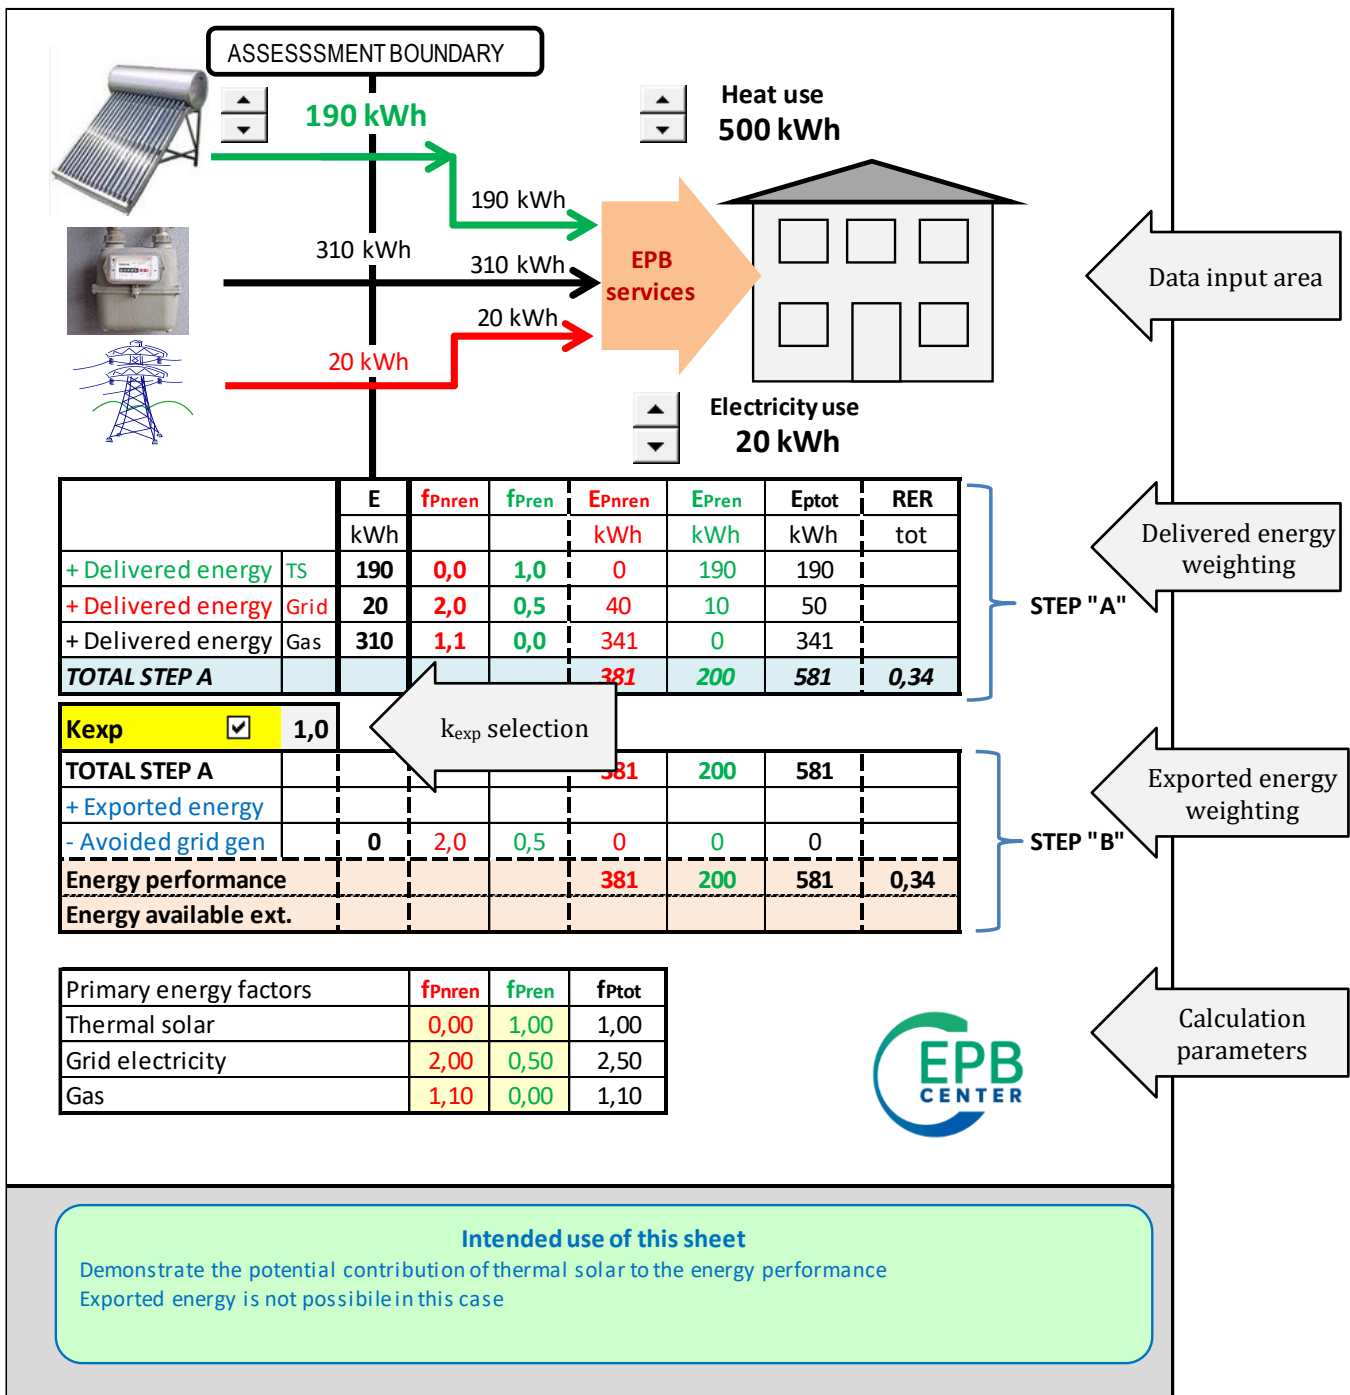 ASSESSSMENT BOUNDARY
190 kWh
Heat use
500 kWh
190 kWh
310 kWh
310 kWh
EPB
services
20 kWh
20 kWh
Data input area
Electricity use
20 kWh
E fPnren fPren EPnren EPren Eptot RER
kWh kWh kWh kWh tot
+ Delivered energy TS 190 0,0 1,0 0 190 190
+ Delivered energy Grid 20 2,0 0,5 40 10 50
+ Delivered energy Gas 310 1,1 0,0 341 0 341
TOTAL STEP A 381 200 581 0,34
Delivered energy
weighting
STEP "A"
Kexp 1,0
kexp selection
TOTAL STEP A 381 200 581
+ Exported energy
- Avoided grid gen 0 2,0 0,5 0 0 0
Energy performance 381 200 581 0,34
Energy available ext.
Exported energy
weighting
STEP "B"
Primary energy factors fPnren fPren fPtot
Thermal solar 0,00 1,00 1,00
Grid electricity 2,00 0,50 2,50
Gas 1,10 0,00 1,10
EPB
CENTER
Calculation
parameters
Intended use of this sheet
Demonstrate the potential contribution of thermal solar to the energy performance
Exported energy is not possibile in this case